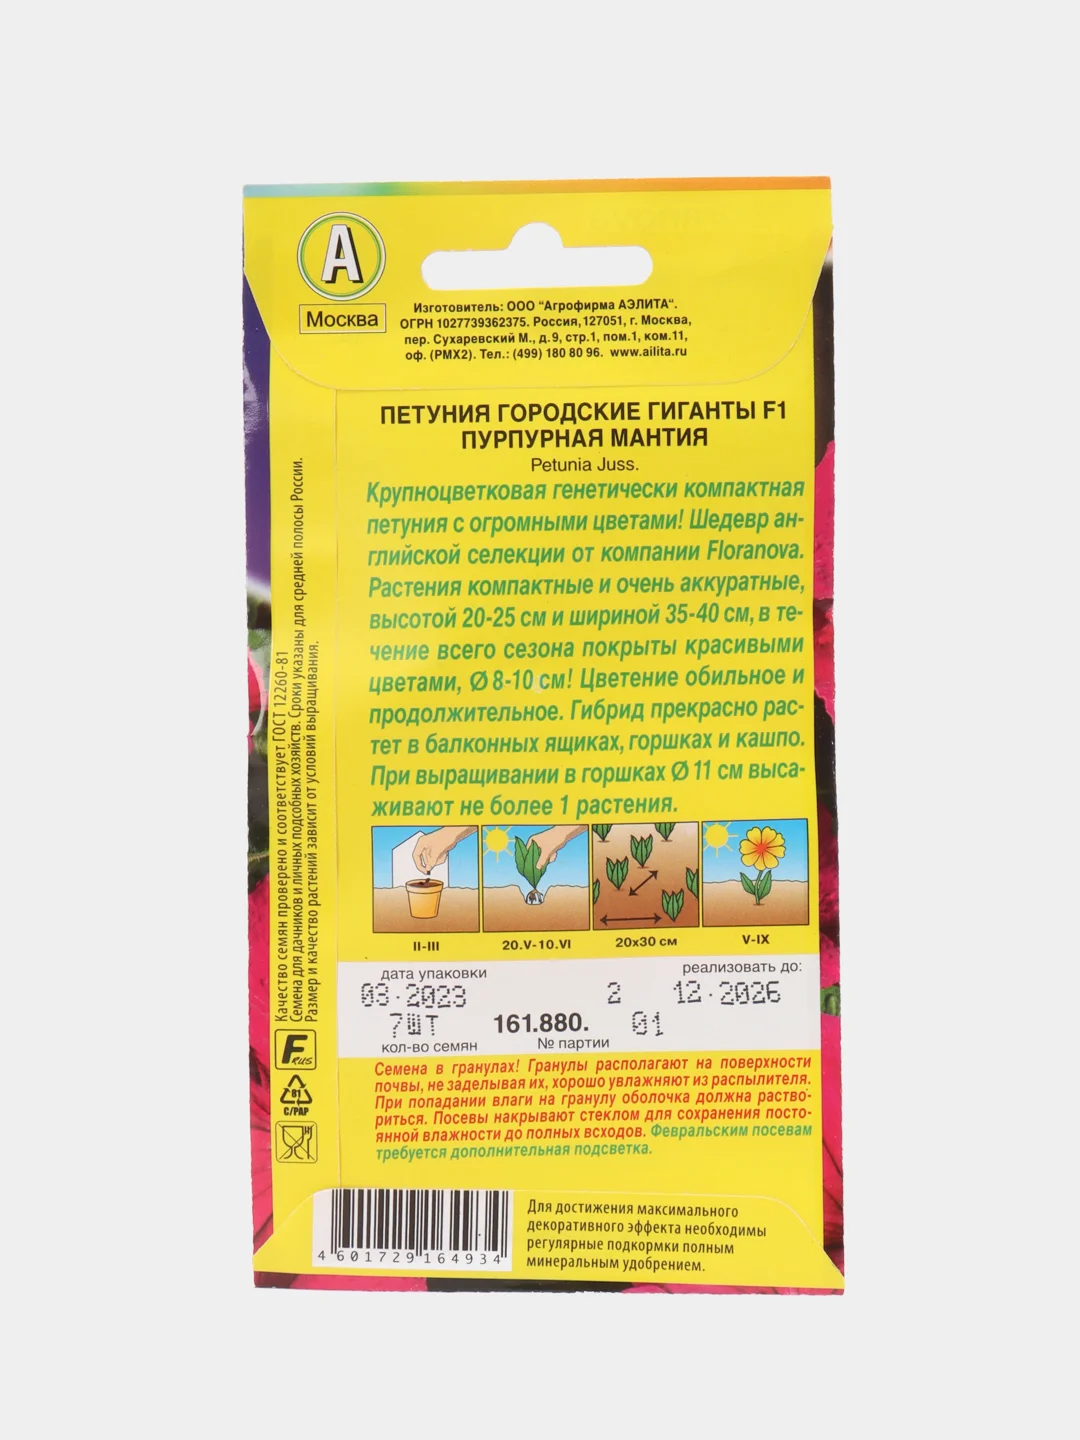 А
Москва
Изготовитель: ООО "Агрофирма АЭЛИТА".
ОГРН 1027739362375. Россия, 127051, г. Москва,
пер. Сухаревский М., д.9, стр.1, пом.1, ком.11,
оф. (РМХ2). Тел.: (499) 180 80 96. www.ailita.ru
ПЕТУНИЯ ГОРОДСКИЕ ГИГАНТЫ F1
ПУРПУРНАЯ МАНТИЯ
Petunia Juss.
Крупноцветковая генетически компактная
петуния с огромными цветами! Шедевр ан-
глийской селекции от компании Floranova.
Растения компактные и очень аккуратные,
высотой 20-25 см и шириной 35-40 см, в те-
чение всего сезона покрыты красивыми
цветами, Ø 8-10 см! Цветение обильное и
продолжительное. Гибрид прекрасно рас-
тет в балконных ящиках, горшках и кашпо.
При выращивании в горшках Ø 11 см выса-
живают не более 1 растения.
II-III
20.V-10.VI
20х30 см
V-IX
дата упаковки
реализовать до:
03.2023
2
12.2026
7ШТ
161.880.
01
кол-во семян
№ партии
Семена в гранулах! Гранулы располагают на поверхности
почвы, не заделывая их, хорошо увлажняют из распылителя.
При попадании влаги на гранулу оболочка должна раство-
риться. Посевы накрывают стеклом для сохранения посто-
янной влажности до полных всходов. Февральским посевам
требуется дополнительная подсветка.
Качество семян проверено и соответствует ГОСТ 12260-81
Семена для дачников и личных подсобных хозяйств. Сроки указаны для средней полосы России.
Размер и качество растений зависит от условий выращивания.
F RUS
81
C/PAP
4 601729 164934
Для достижения максимального
декоративного эффекта необходимы
регулярные подкормки полным
минеральным удобрением.